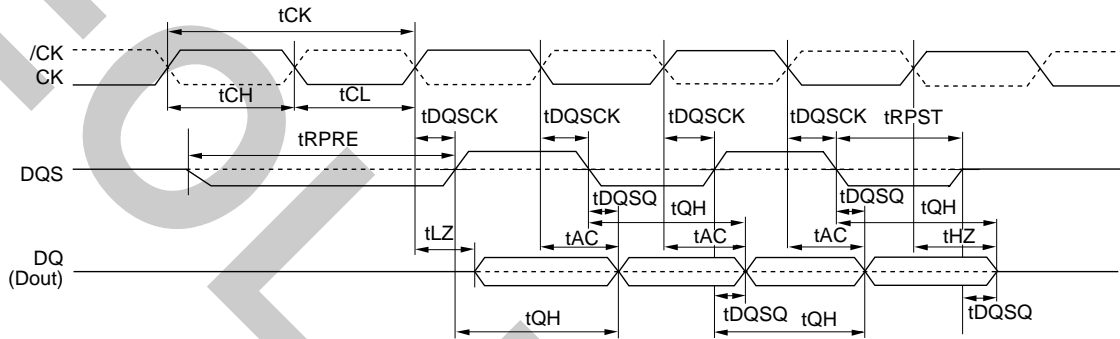 tCK
/CK
CK
tCH tCL
tDQSCK tDQSCK tDQSCK tDQSCK
tRPRE tRPST
DQS
tDQSQ tQH tDQSQ tQH
tLZ tAC tAC tAC tHZ
DQ
(Dout)
tDQSQ tDQSQ
tQH tQH